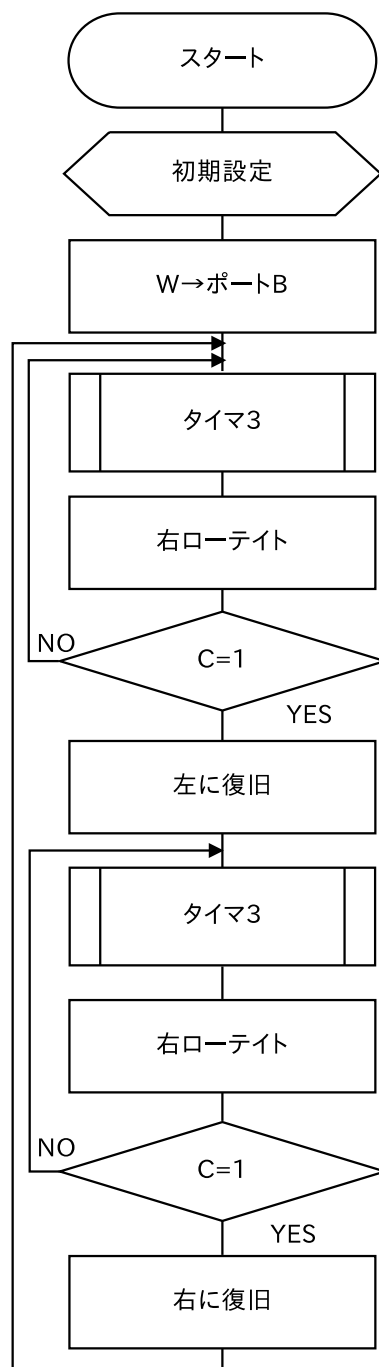 スタート
初期設定
W→ポートB
タイマ3
右ローテイト
C=1
NO
YES
左に復旧
タイマ3
右ローテイト
C=1
NO
YES
右に復旧